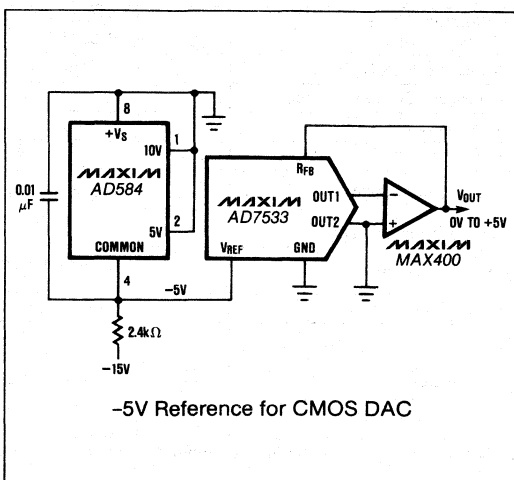 8
+VS
10V
1
MAXIM
AD584
0.01
µF
5V
2
COMMON
4
-5V
2.4kΩ
-15V
RFB
MAXIM
AD7533
OUT1
OUT2
VREF
GND
-
+
VOUT
0V TO +5V
MAXIM
MAX400
-5V Reference for CMOS DAC